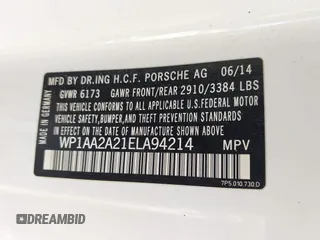 MFD. BY DR.ING H.C.F. PORSCHE AG 06/14
GVWR 6173 GAWR FRONT/REAR 2910/3384 LBS
THIS VEHICLE CONFORMS TO ALL APPLICABLE
U.S. FEDERAL MOTOR VEHICLE SAFETY,
BUMPER, AND THEFT PREVENTION STANDARDS
IN EFFECT ON THE DATE OF MANUFACTURE
SHOWN ABOVE.
WP1AA2A21ELA94214 MPV
MADE IN GERMANY
7P5.010.730.D
DREAMBID